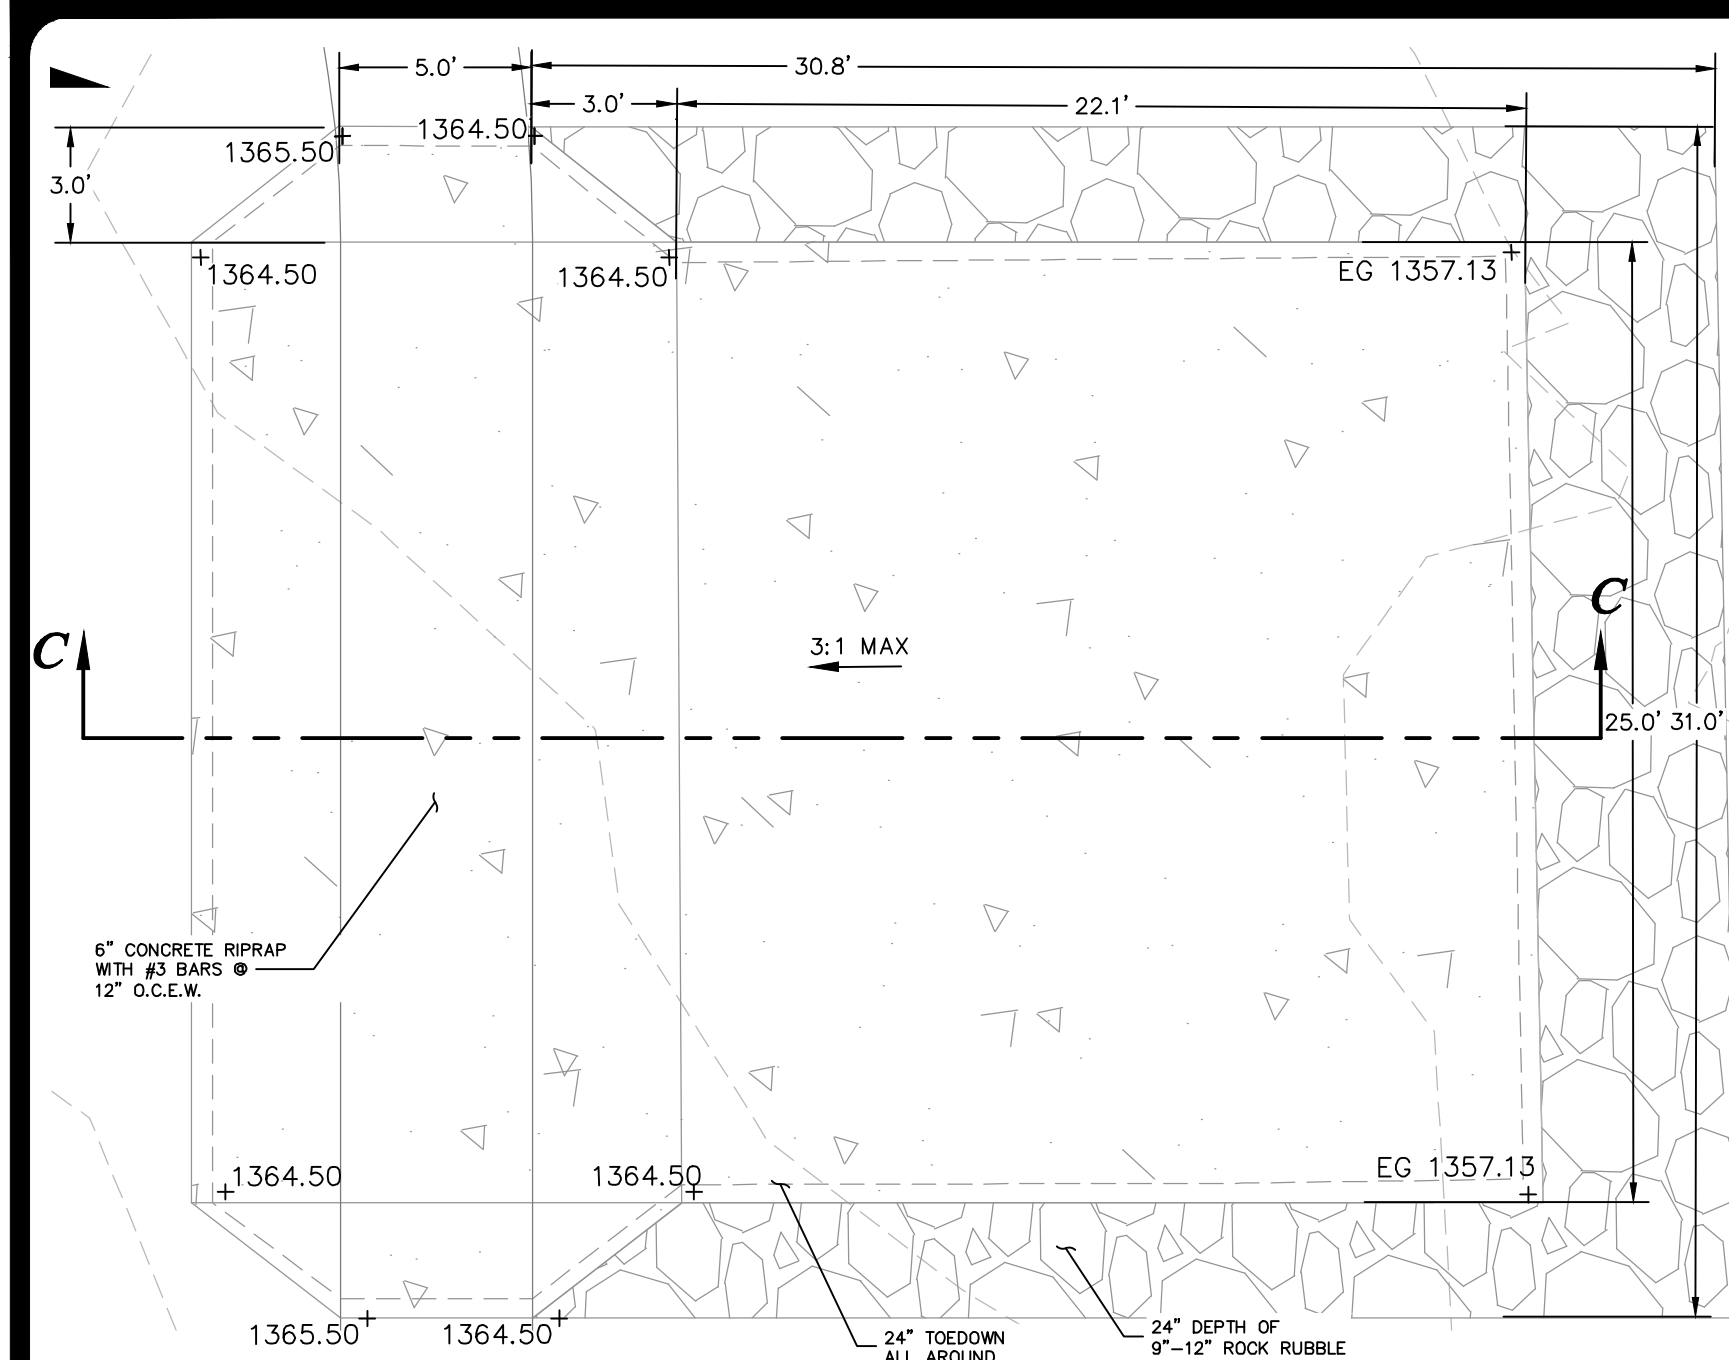 5.0'
30.8'
3.0'
22.1'
1365.50
1364.50
3.0'
1364.50
1364.50
EG 1357.13
C
C
3:1 MAX
25.0' 31.0'
6" CONCRETE RIPRAP
WITH #3 BARS @
12" O.C.E.W.
1364.50
1364.50
EG 1357.13
1365.50
1364.50
24" TOEDOWN
ALL AROUND
24" DEPTH OF
9"-12" ROCK RUBBLE